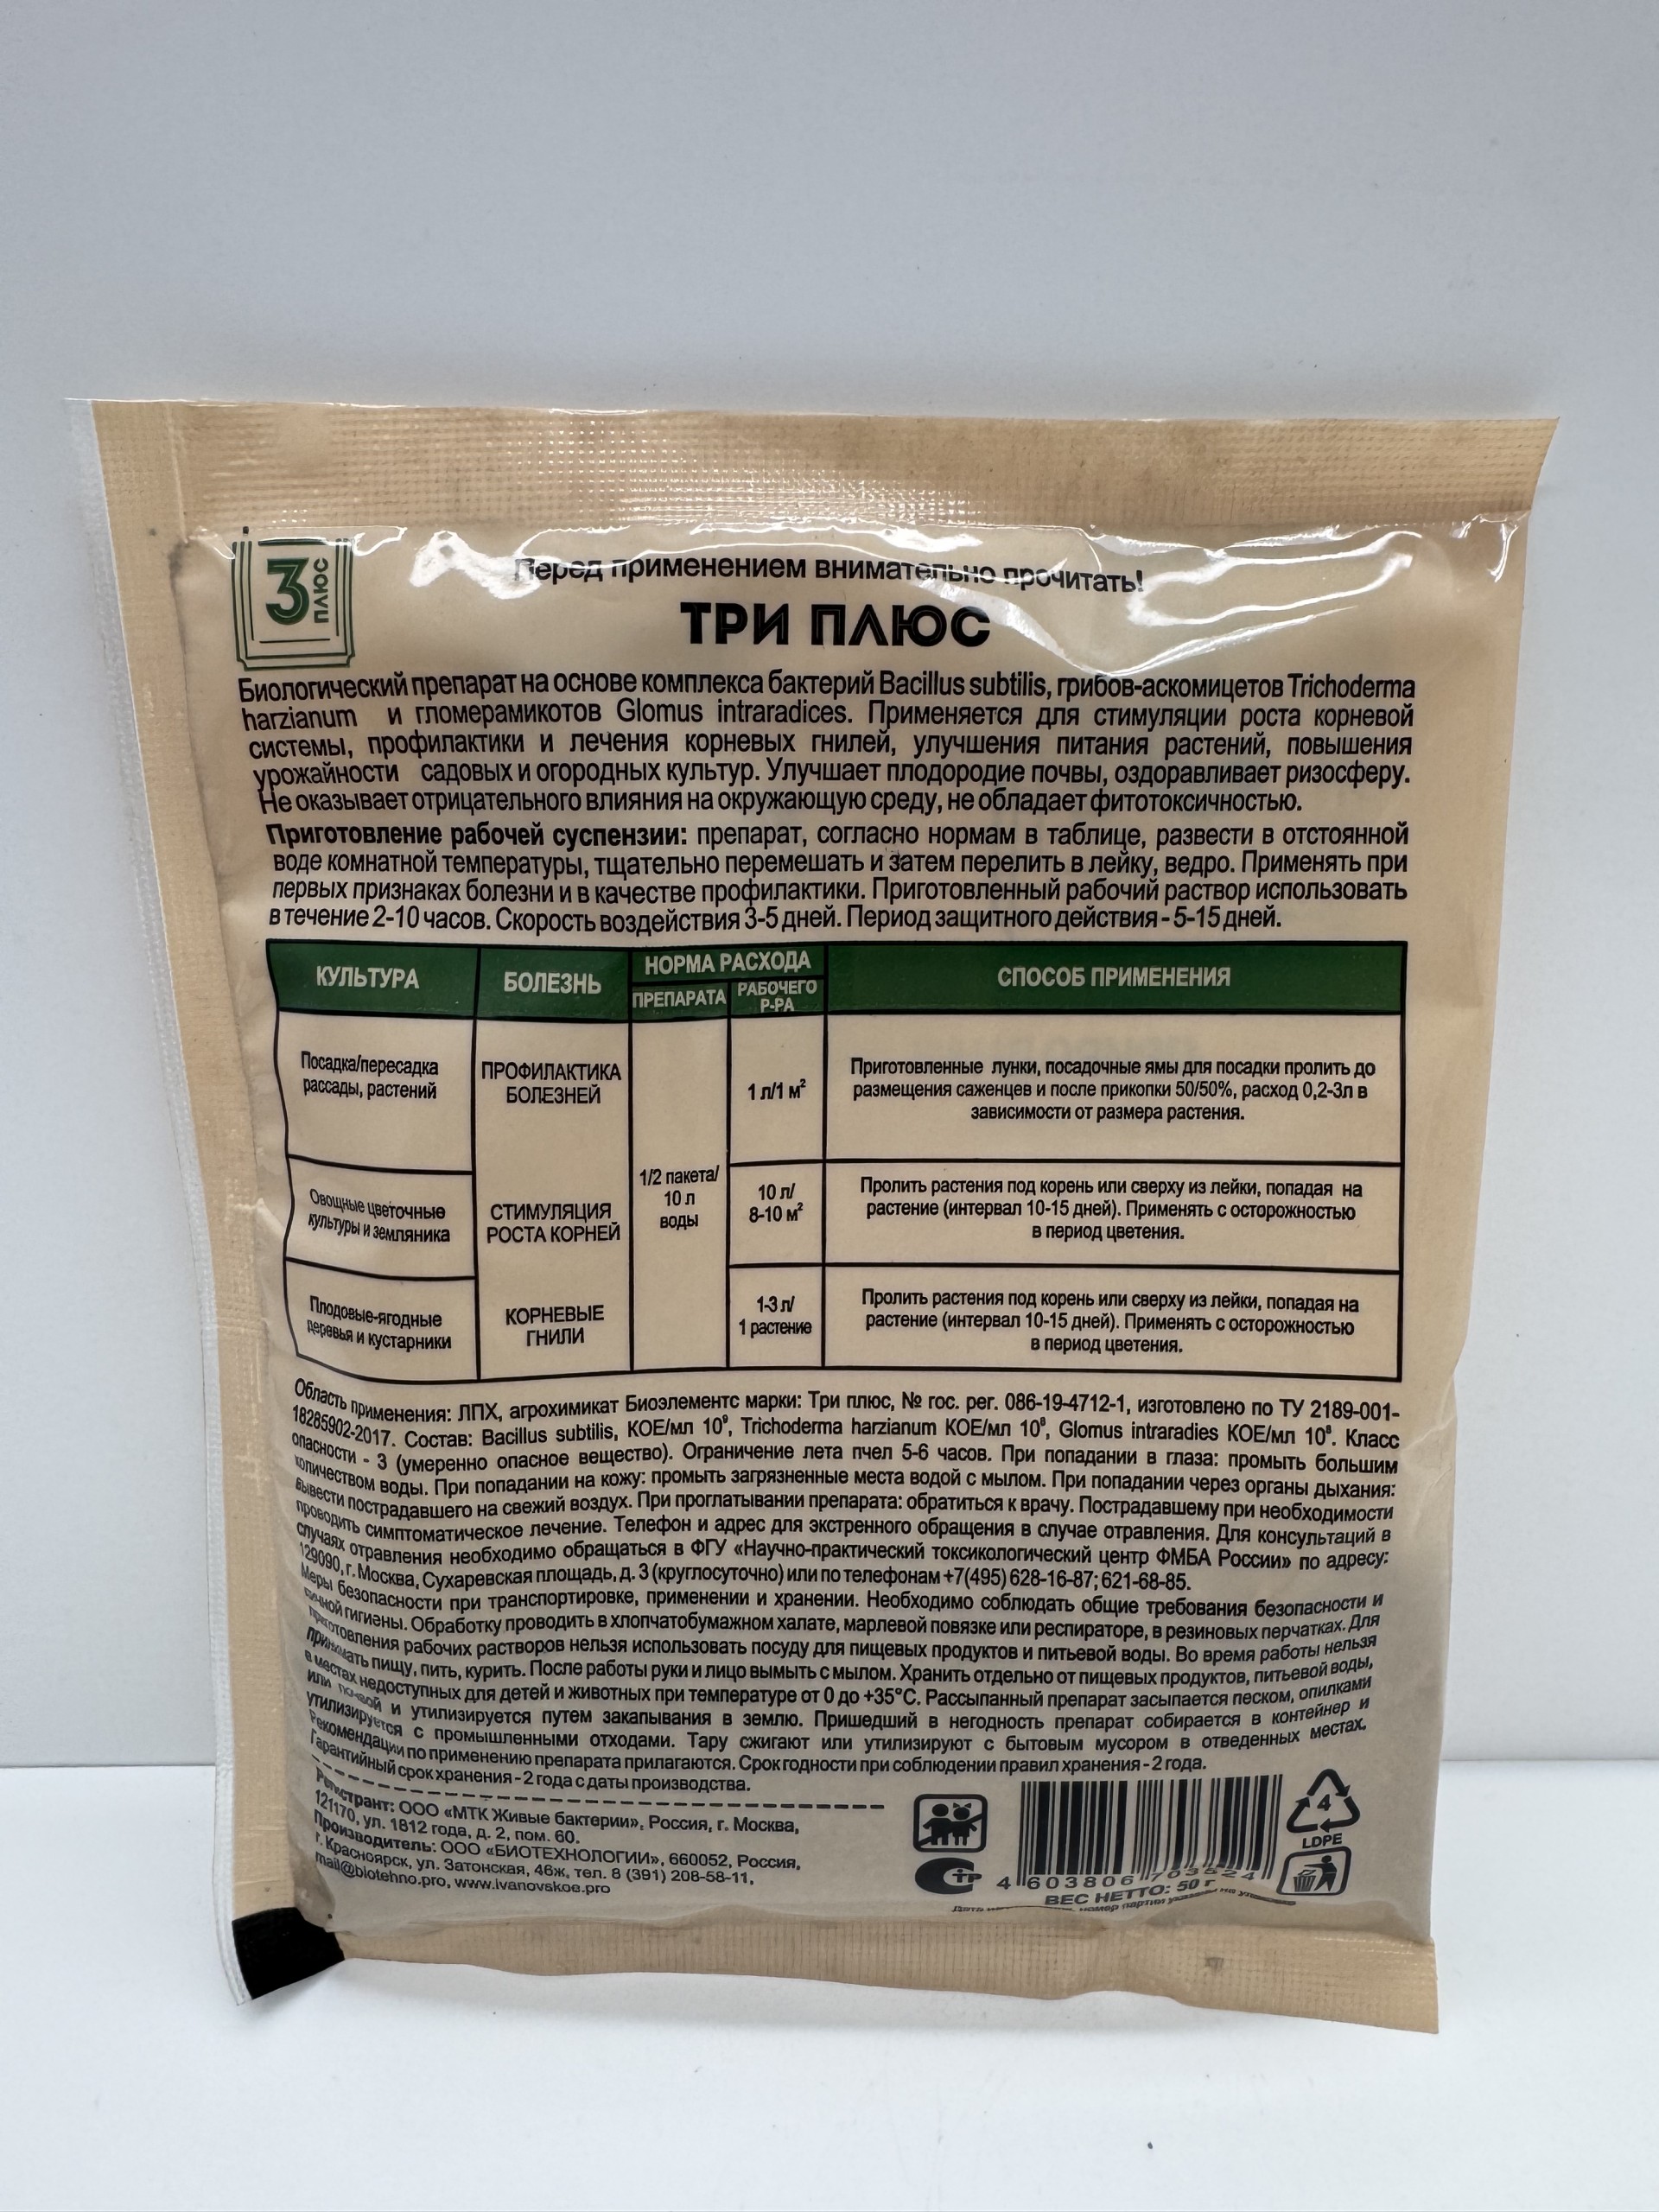 3 ПЛЮС
Перед применением внимательно прочитать!
ТРИ ПЛЮС
Биологический препарат на основе комплекса бактерий Bacillus subtilis, грибов-аскомицетов Trichoderma
harzianum и гломерамикотов Glomus intraradices. Применяется для стимуляции роста корневой
системы, профилактики и лечения корневых гнилей, улучшения питания растений, повышения
урожайности садовых и огородных культур. Улучшает плодородие почвы, оздоравливает ризосферу.
Не оказывает отрицательного влияния на окружающую среду, не обладает фитотоксичностью.
Приготовление рабочей суспензии: препарат, согласно нормам в таблице, развести в отстоянной
воде комнатной температуры, тщательно перемешать и затем перелить в лейку, ведро. Применять при
первых признаках болезни и в качестве профилактики. Приготовленный рабочий раствор использовать
в течение 2-10 часов. Скорость воздействия 3-5 дней. Период защитного действия - 5-15 дней.
КУЛЬТУРА
БОЛЕЗНЬ
НОРМА РАСХОДА
ПРЕПАРАТА
РАБОЧЕГО
Р-РА
СПОСОБ ПРИМЕНЕНИЯ
Посадка/пересадка
рассады, растений
ПРОФИЛАКТИКА
БОЛЕЗНЕЙ
1 л/1 м²
Приготовленные лунки, посадочные ямы для посадки пролить до
размещения саженцев и после прикопки 50/50%, расход 0,2-3л в
зависимости от размера растения.
1/2 пакета/
10 л
воды
Овощные цветочные
культуры и земляника
СТИМУЛЯЦИЯ
РОСТА КОРНЕЙ
10 л/
8-10 м²
Пролить растения под корень или сверху из лейки, попадая на
растение (интервал 10-15 дней). Применять с осторожностью
в период цветения.
Плодовые-ягодные
деревья и кустарники
КОРНЕВЫЕ
ГНИЛИ
1-3 л/
1 растение
Пролить растения под корень или сверху из лейки, попадая на
растение (интервал 10-15 дней). Применять с осторожностью
в период цветения.
Область применения: ЛПХ, агрохимикат Биоэлементс марки: Три плюс, № гос. рег. 086-19-4712-1, изготовлено по ТУ 2189-001-
18285902-2017. Состав: Bacillus subtilis, КОЕ/мл 10⁹, Trichoderma harzianum КОЕ/мл 10⁸, Glomus intraradies КОЕ/мл 10⁸. Класс
опасности - 3 (умеренно опасное вещество). Ограничение лета пчел 5-6 часов. При попадании в глаза: промыть большим
количеством воды. При попадании на кожу: промыть загрязненные места водой с мылом. При попадании через органы дыхания:
вывести пострадавшего на свежий воздух. При проглатывании препарата: обратиться к врачу. Пострадавшему при необходимости
проводить симптоматическое лечение. Телефон и адрес для экстренного обращения в случае отравления. Для консультаций в
случаях отравления необходимо обращаться в ФГУ «Научно-практический токсикологический центр ФМБА России» по адресу:
129090, г. Москва, Сухаревская площадь, д. 3 (круглосуточно) или по телефонам +7(495) 628-16-87; 621-68-85.
Меры безопасности при транспортировке, применении и хранении. Необходимо соблюдать общие требования безопасности и
личной гигиены. Обработку проводить в хлопчатобумажном халате, марлевой повязке или респираторе, в резиновых перчатках. Для
приготовления рабочих растворов нельзя использовать посуду для пищевых продуктов и питьевой воды. Во время работы нельзя
принимать пищу, пить, курить. После работы руки и лицо вымыть с мылом. Хранить отдельно от пищевых продуктов, питьевой воды,
в местах недоступных для детей и животных при температуре от 0 до +35°С. Рассыпанный препарат засыпается песком, опилками
или почвой и утилизируется путем закапывания в землю. Пришедший в негодность препарат собирается в контейнер и
утилизируется с промышленными отходами. Тару сжигают или утилизируют с бытовым мусором в отведенных местах.
Рекомендации по применению препарата прилагаются. Срок годности при соблюдении правил хранения - 2 года.
Гарантийный срок хранения - 2 года с даты производства.
Регистрант: ООО «МТК Живые бактерии», Россия, г. Москва,
121170, ул. 1812 года, д. 2, пом. 60.
Производитель: ООО «БИОТЕХНОЛОГИИ», 660052, Россия,
г. Красноярск, ул. Затонская, 46ж, тел. 8 (391) 208-58-11,
mail@biotehno.pro, www.ivanovskoe.pro
СТР
4 603806 703524
ВЕС НЕТТО: 50 г
номер партии указаны на
4
LDPE